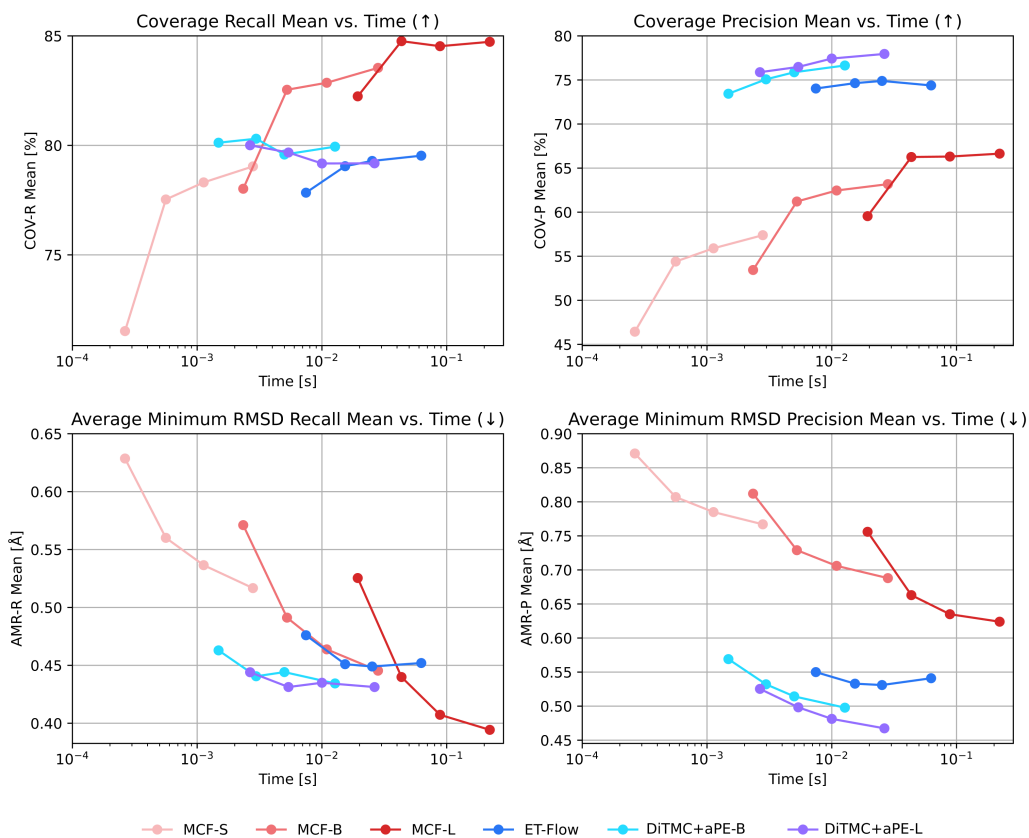 Coverage Recall Mean vs. Time (↑)
85
80
75
COV-R Mean [%]
10⁻⁴ 10⁻³ 10⁻² 10⁻¹
Time [s]
Coverage Precision Mean vs. Time (↑)
80
75
70
65
60
55
50
45
COV-P Mean [%]
10⁻⁴ 10⁻³ 10⁻² 10⁻¹
Time [s]
Average Minimum RMSD Recall Mean vs. Time (↓)
0.65
0.60
0.55
0.50
0.45
0.40
AMR-R Mean [Å]
10⁻⁴ 10⁻³ 10⁻² 10⁻¹
Time [s]
Average Minimum RMSD Precision Mean vs. Time (↓)
0.90
0.85
0.80
0.75
0.70
0.65
0.60
0.55
0.50
0.45
AMR-P Mean [Å]
10⁻⁴ 10⁻³ 10⁻² 10⁻¹
Time [s]
MCF-S MCF-B MCF-L ET-Flow DiTMC+aPE-B DiTMC+aPE-L